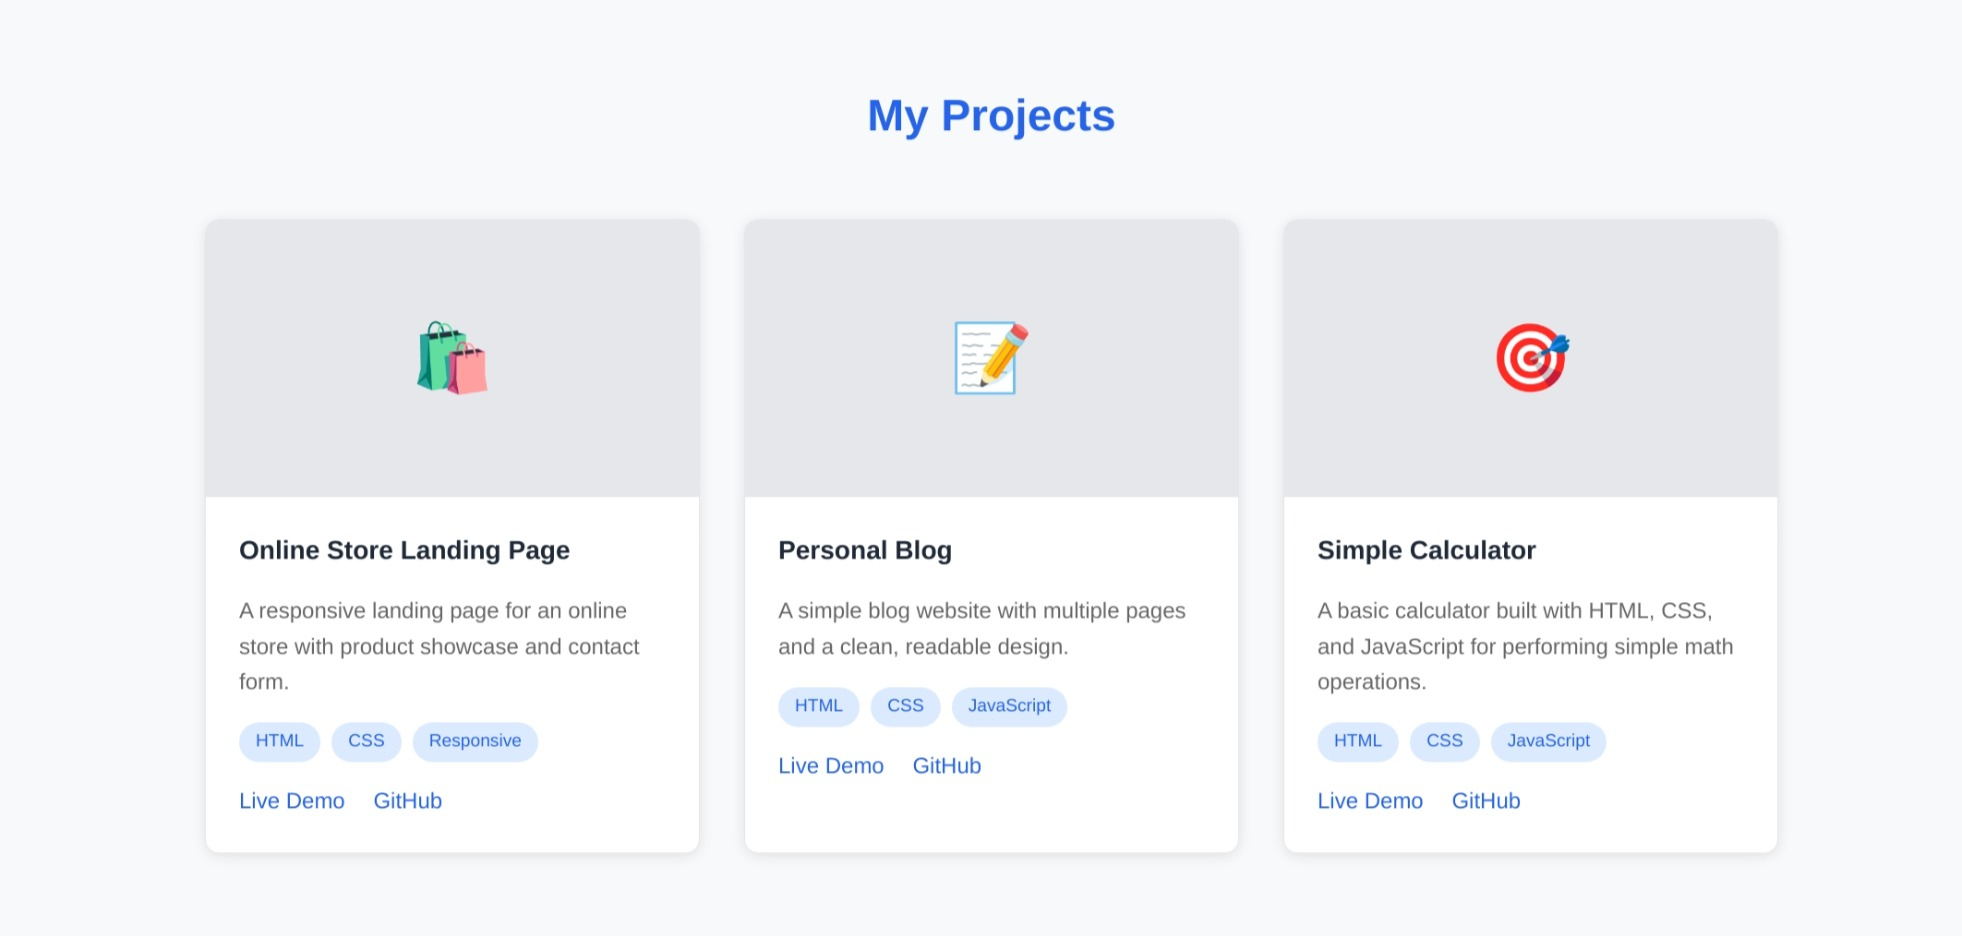 My Projects
Online Store Landing Page
A responsive landing page for an online
store with product showcase and contact
form.
HTML CSS Responsive
Live Demo GitHub
Personal Blog
A simple blog website with multiple pages
and a clean, readable design.
HTML CSS JavaScript
Live Demo GitHub
Simple Calculator
A basic calculator built with HTML, CSS,
and JavaScript for performing simple math
operations.
HTML CSS JavaScript
Live Demo GitHub